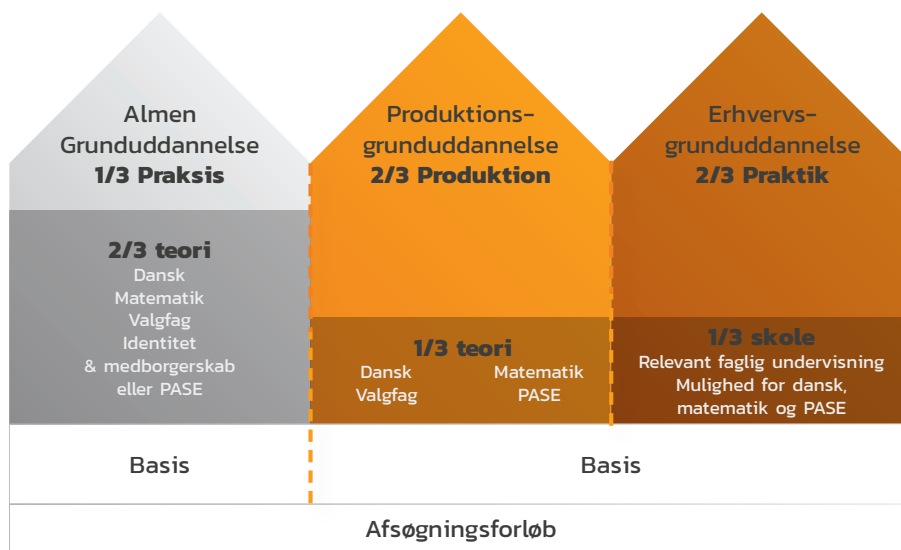 Almen
Grunduddannelse
1/3 Praksis
2/3 teori
Dansk
Matematik
Valgfag
Identitet
& medborgerskab
eller PASE
Produktions-
grunduddannelse
2/3 Produktion
1/3 teori
Dansk Matematik
Valgfag PASE
Erhvervs-
grunduddannelse
2/3 Praktik
1/3 skole
Relevant faglig undervisning
Mulighed for dansk,
matematik og PASE
Basis
Basis
Afsøgningsforløb